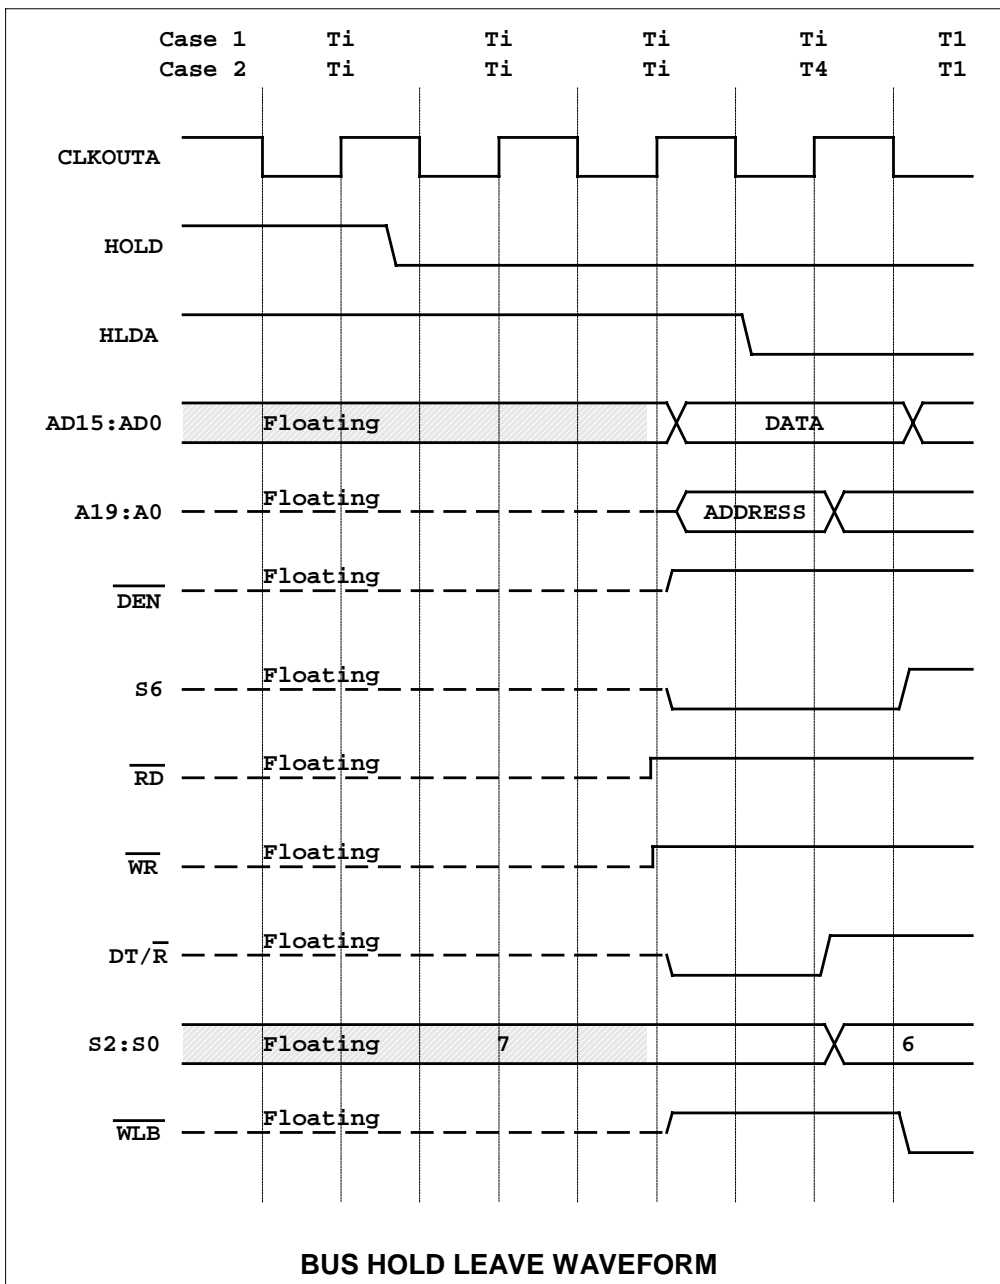 Case 1 Ti Ti Ti Ti T1
Case 2 Ti Ti Ti T4 T1
CLKOUTA
HOLD
HLDA
AD15:AD0 Floating DATA
A19:A0 Floating ADDRESS
DEN Floating
S6 Floating
RD Floating
WR Floating
DT/R Floating
S2:S0 Floating 7 6
WLB Floating
BUS HOLD LEAVE WAVEFORM